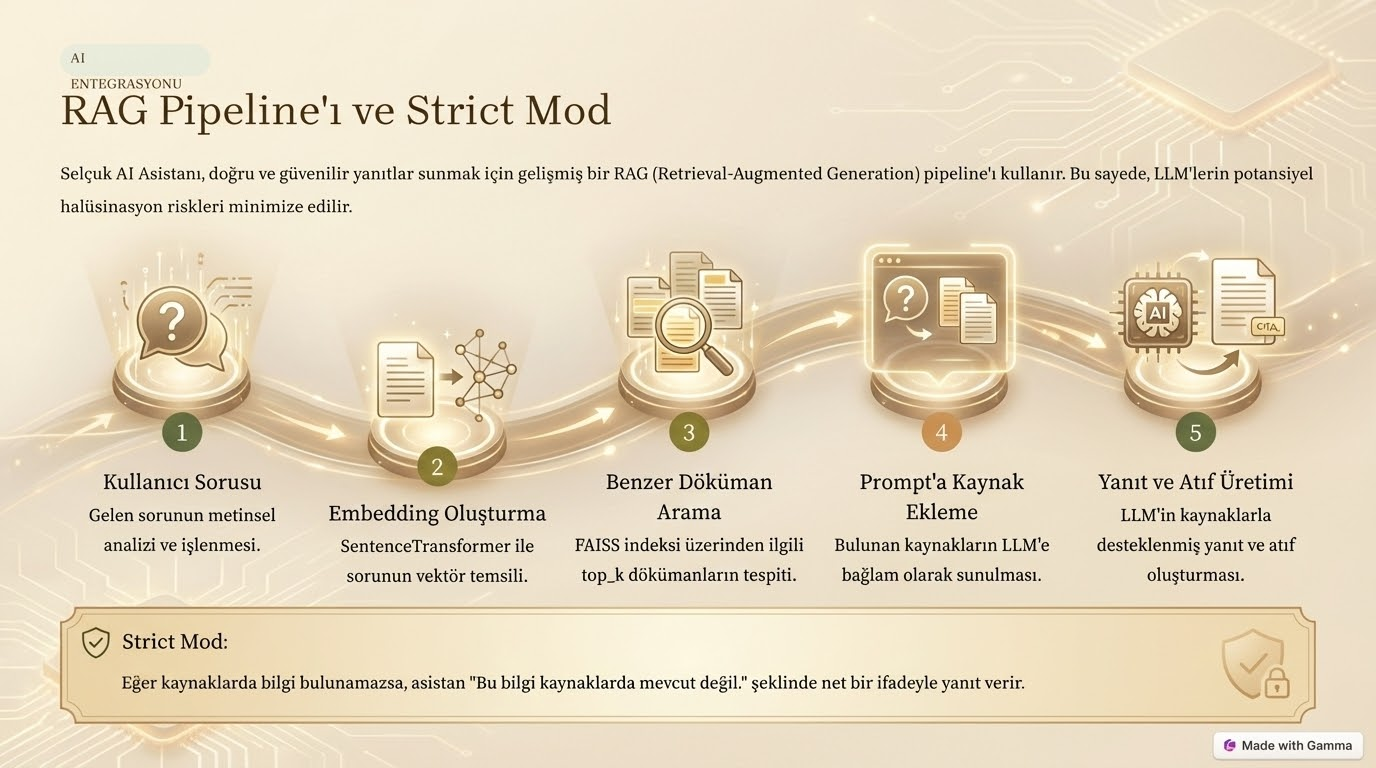 AI
ENTEGRASYONU
RAG Pipeline'ı ve Strict Mod
Selçuk AI Asistanı, doğru ve güvenilir yanıtlar sunmak için gelişmiş bir RAG (Retrieval-Augmented Generation) pipeline'ı kullanır. Bu sayede, LLM'lerin potansiyel
halüsinasyon riskleri minimize edilir.
?
1
Kullanıcı Sorusu
Gelen sorunun metinsel
analizi ve işlenmesi.
2
Embedding Oluşturma
SentenceTransformer ile
sorunun vektör temsili.
3
Benzer Döküman
Arama
FAISS indeksi üzerinden ilgili
top_k dökümanların tespiti.
?
4
Prompt'a Kaynak
Ekleme
Bulunan kaynakların LLM'e
bağlam olarak sunulması.
AI
CITA,
5
Yanıt ve Atıf Üretimi
LLM'in kaynaklarla
desteklenmiş yanıt ve atıf
oluşturması.
Strict Mod:
Eğer kaynaklarda bilgi bulunamazsa, asistan "Bu bilgi kaynaklarda mevcut değil." şeklinde net bir ifadeyle yanıt verir.
Made with Gamma